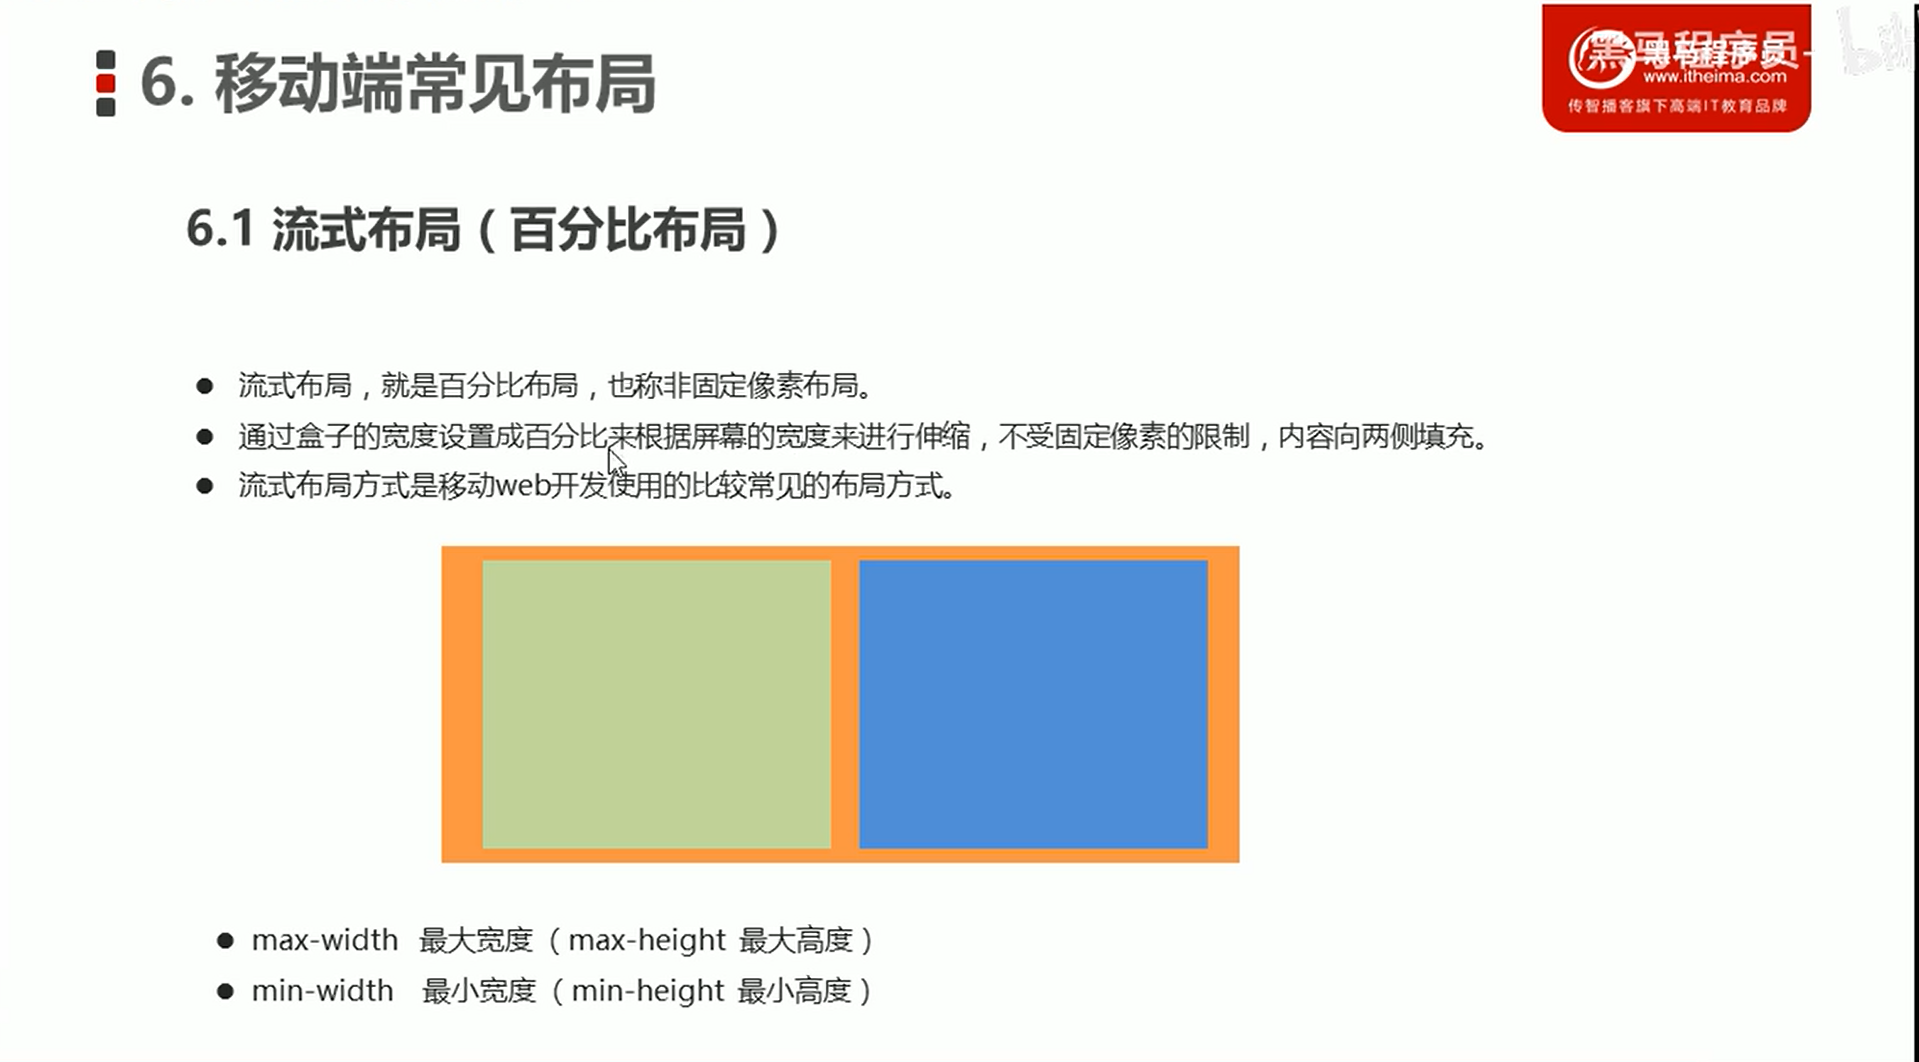 6. 移动端常见布局
黑马程序员
www.itheima.com
传智播客旗下高端IT教育品牌
6.1 流式布局（百分比布局）
● 流式布局，就是百分比布局，也称非固定像素布局。
● 通过盒子的宽度设置成百分比来根据屏幕的宽度来进行伸缩，不受固定像素的限制，内容向两侧填充。
● 流式布局方式是移动web开发使用的比较常见的布局方式。
● max-width 最大宽度（max-height 最大高度）
● min-width 最小宽度（min-height 最小高度）